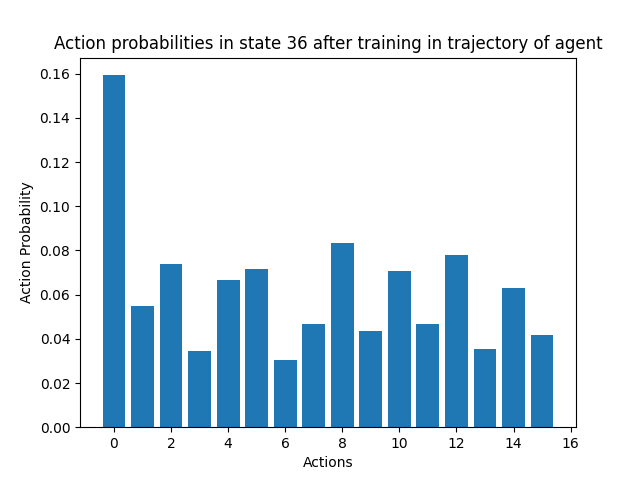 Action probabilities in state 36 after training in trajectory of agent
0.16
0.14
0.12
0.10
0.08
0.06
0.04
0.02
0.00
Action Probability
0 2 4 6 8 10 12 14 16
Actions